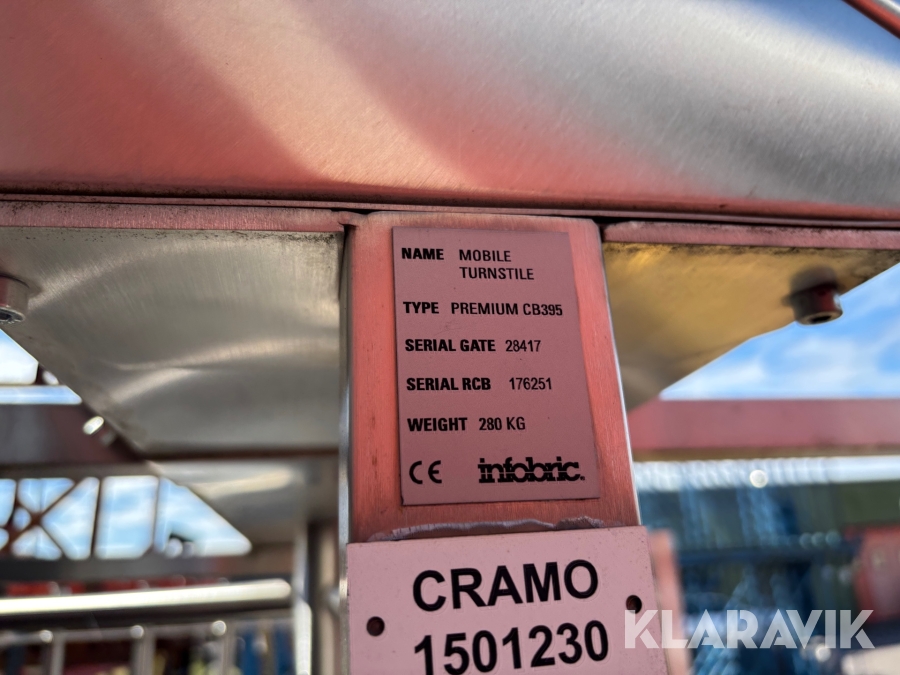 NAME MOBILE
TURNSTILE
TYPE PREMIUM CB395
SERIAL GATE 28417
SERIAL RCB 176251
WEIGHT 280 KG
CE infobric.
CRAMO
1501230
KLARAVIK